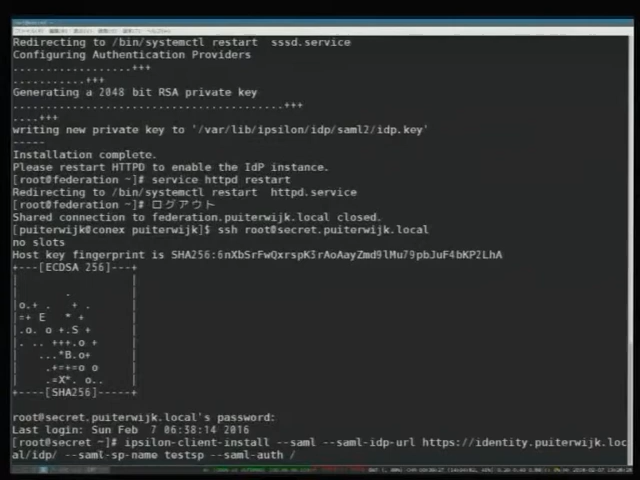 Redirecting to /bin/systemctl restart  sssd.service
Configuring Authentication Providers
..................+++
...........+++
Generating a 2048 bit RSA private key
.......................................+++
....+++
writing new private key to '/var/lib/ipsilon/idp/saml2/idp.key'
-----
Installation complete.
Please restart HTTPD to enable the IdP instance.
[root@federation ~]# service httpd restart
Redirecting to /bin/systemctl restart  httpd.service
[root@federation ~]# ログアウト
Shared connection to federation.puiterwijk.local closed.
[puiterwijk@conex puiterwijk]$ ssh root@secret.puiterwijk.local
no slots
Host key fingerprint is SHA256:6nXbSrFwQxrspK3rAoAayZmd9lMu79pbJuF4bKP2LhA
+---[ECDSA 256]---+
|                 |
|       .         |
|o.+ .   + .      |
|=+ E   * +       |
|.o. o +.S +      |
|. .. +++.o +     |
|   ...*B.o+      |
|    .+=+=o o     |
|    .=X*. o..    |
+----[SHA256]-----+
root@secret.puiterwijk.local's password:
Last login: Sun Feb  7 06:38:14 2016
[root@secret ~]# ipsilon-client-install --saml --saml-idp-url https://identity.puiterwijk.loc
al/idp/ --saml-sp-name testsp --saml-auth /